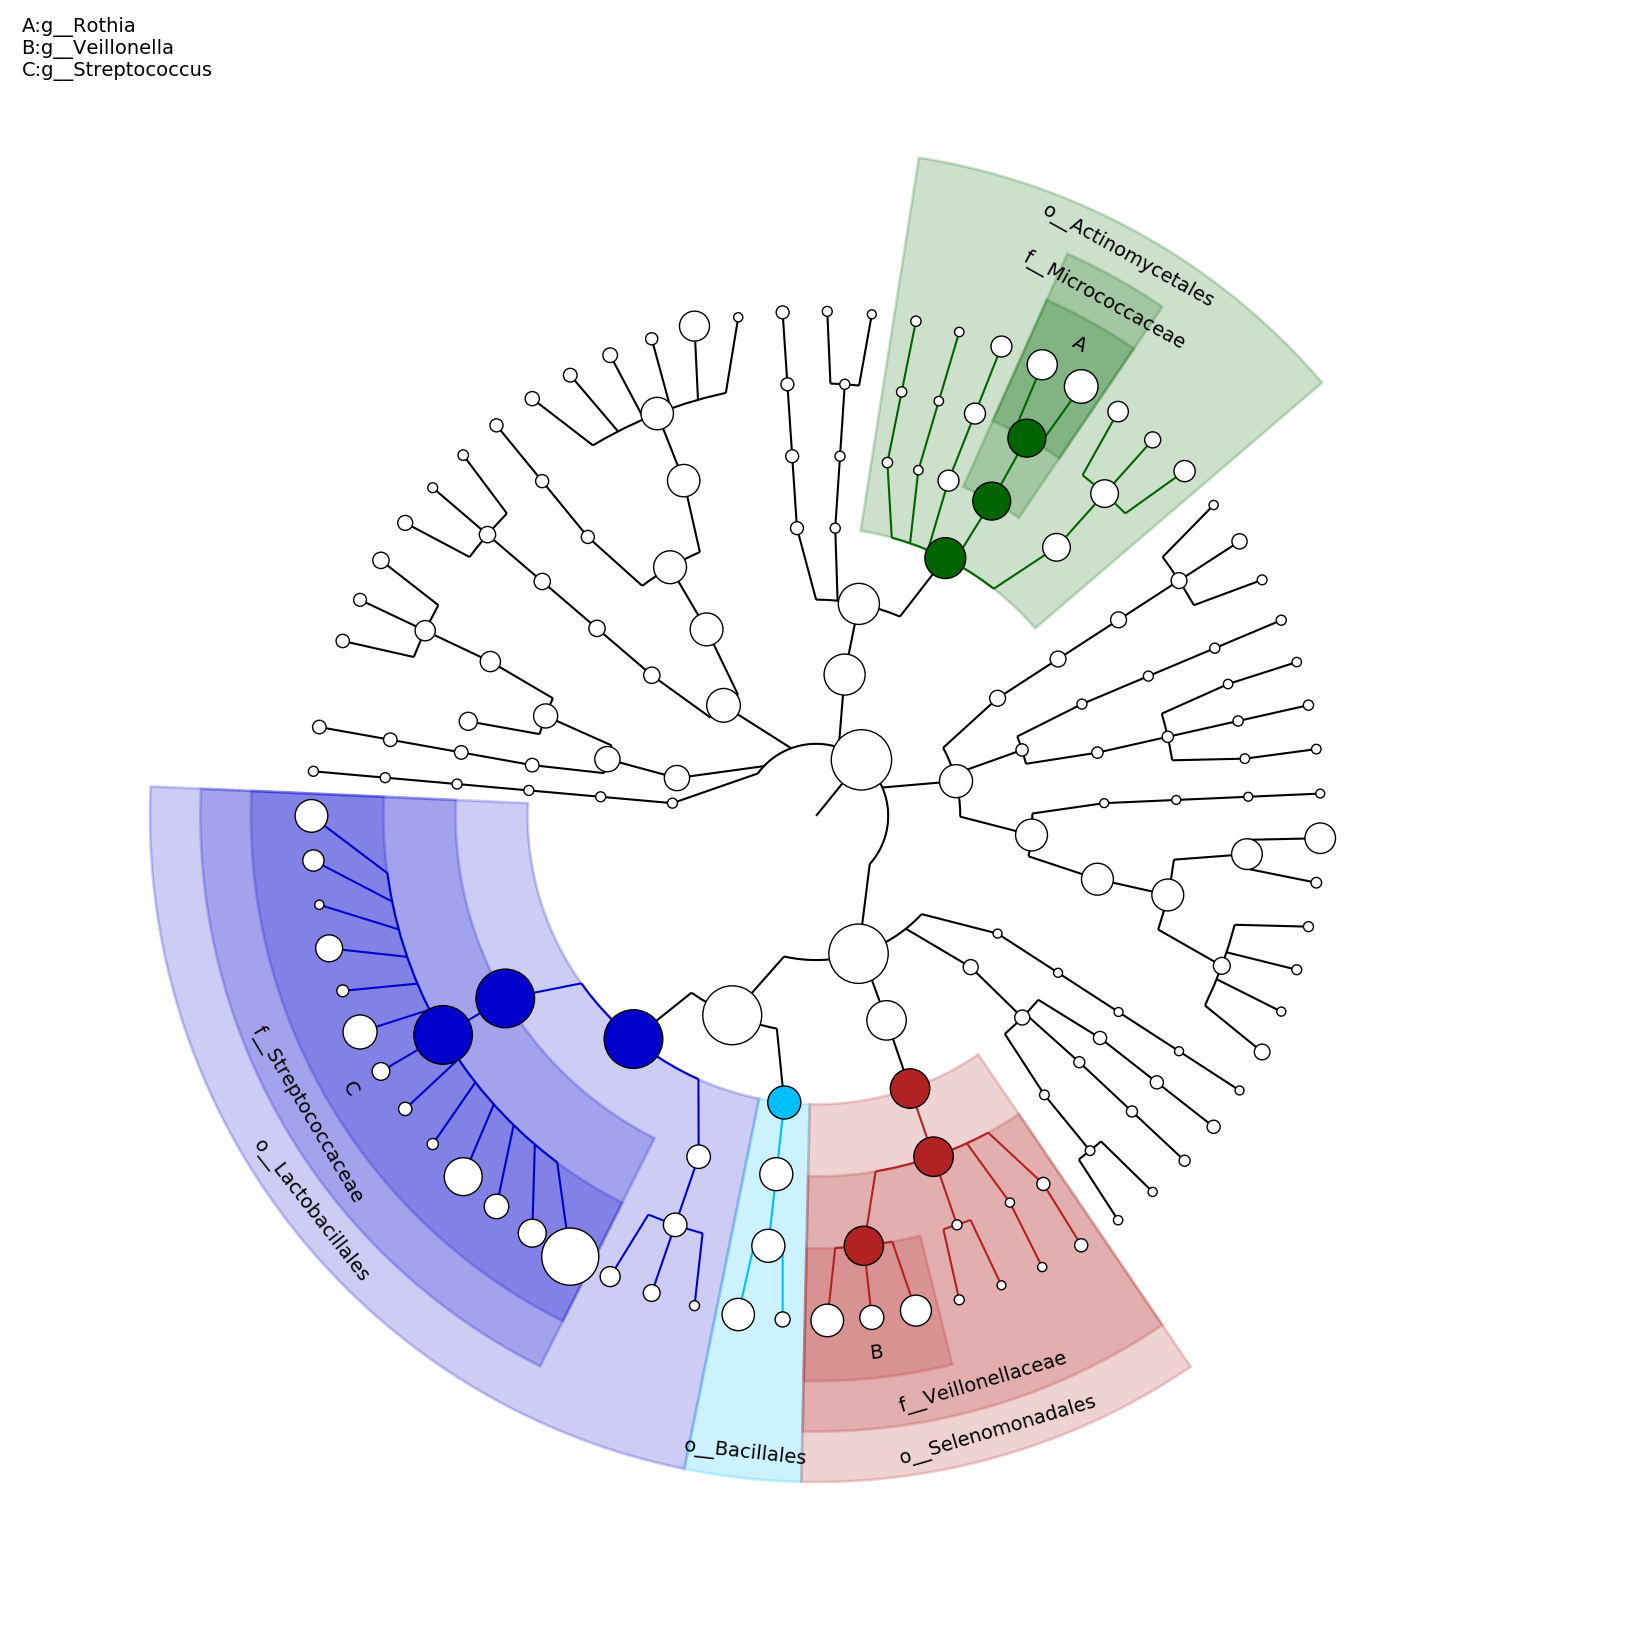 A:g__Rothia
B:g__Veillonella
C:g__Streptococcus
o__Actinomycetales
f__Micrococcaceae
A
f__Streptococcaceae
C
o__Lactobacillales
B
f__Veillonellaceae
o__Selenomonadales
o__Bacillales